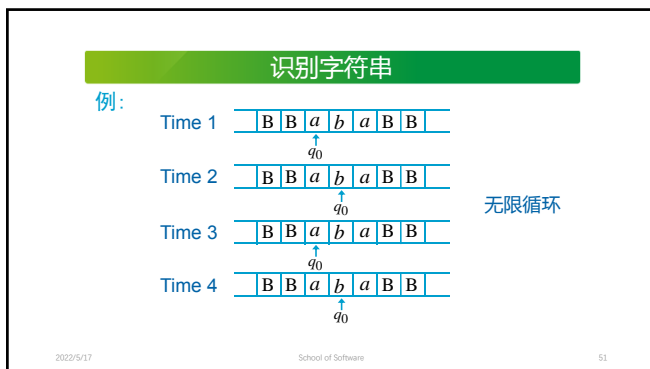 识别字符串
例：
Time 1 B B a b a B B
q0
Time 2 B B a b a B B
q0
无限循环
Time 3 B B a b a B B
q0
Time 4 B B a b a B B
q0
2022/5/17 School of Software 51